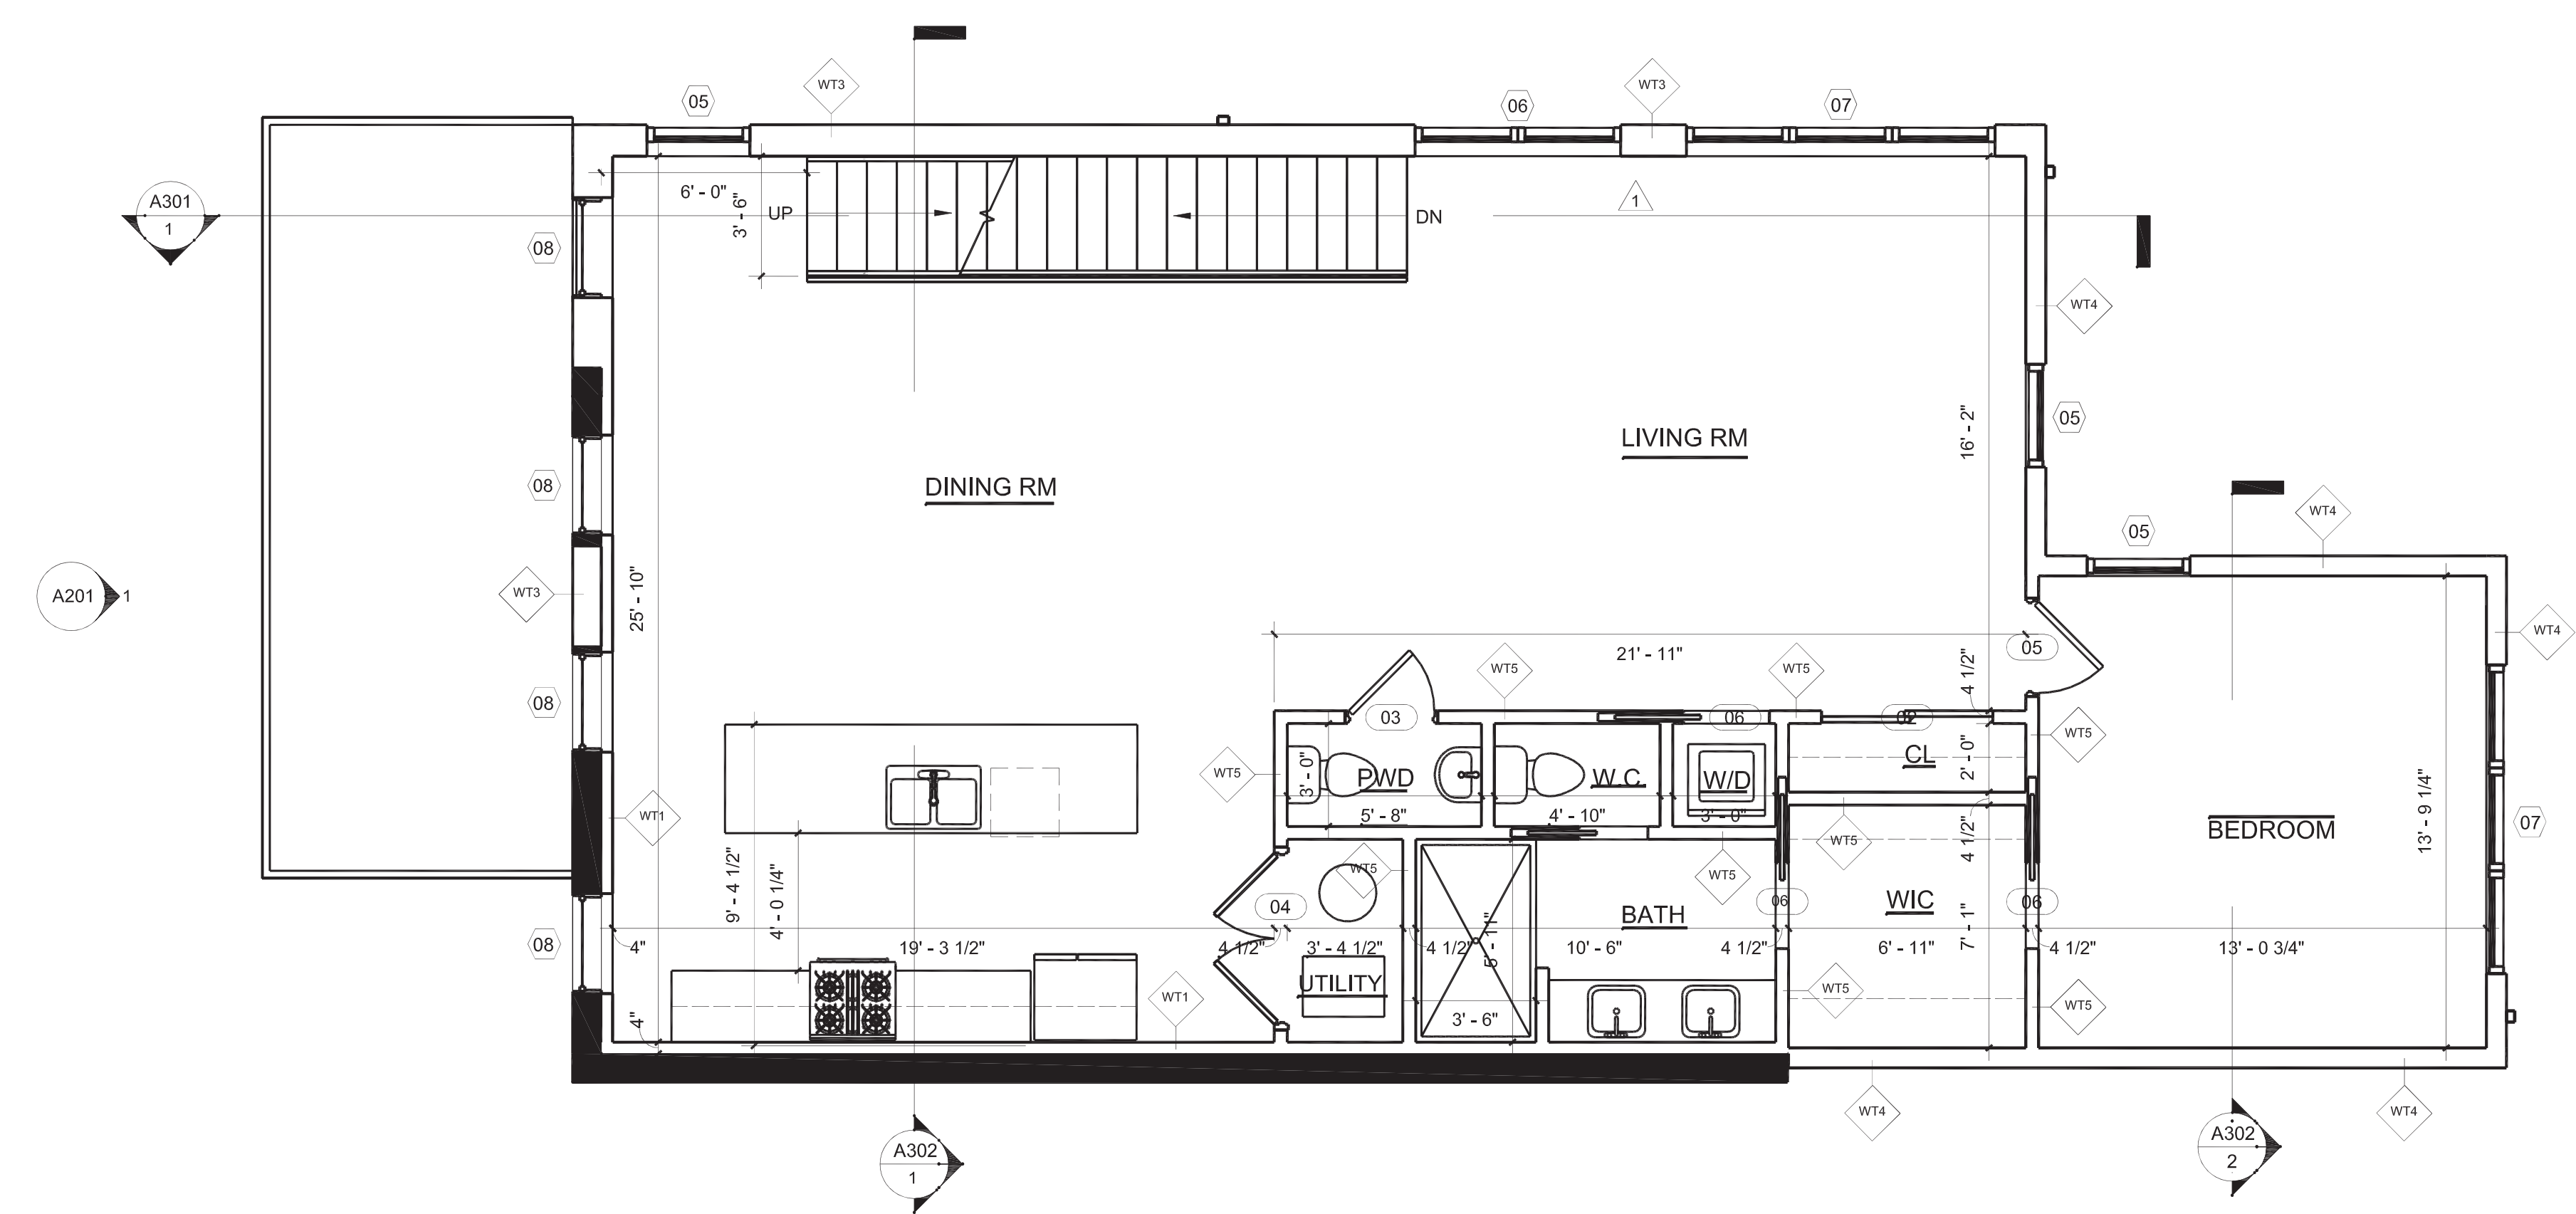 WT3
05
06
WT3
07
A301
1
6' - 0"
3' - 6"
UP
DN
1
08
WT4
16' - 2"
05
LIVING RM
DINING RM
08
WT4
05
A201
1
WT3
25' - 10"
21' - 11"
05
WT4
WT5
WT5
4 1/2"
08
03
06
02
WT5
WT5
3' - 0"
PWD
W.C.
W/D
CL
2' - 0"
5' - 8"
4' - 10"
3' - 0"
WT1
BEDROOM
13' - 9 1/4"
07
4 1/2"
WT5
WT5
WT5
9' - 4 1/2"
4' - 0 1/4"
04
BATH
06
WIC
06
08
4"
19' - 3 1/2"
4 1/2"
3' - 4 1/2"
4 1/2"
5' - 11"
10' - 6"
4 1/2"
6' - 11"
7' - 1"
4 1/2"
13' - 0 3/4"
UTILITY
WT1
WT5
WT5
4"
3' - 6"
WT4
WT4
A302
1
A302
2